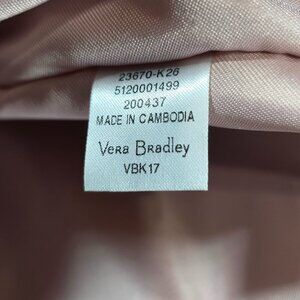 23670-K26
5120001499
200437
MADE IN CAMBODIA
Vera Bradley
VBK17